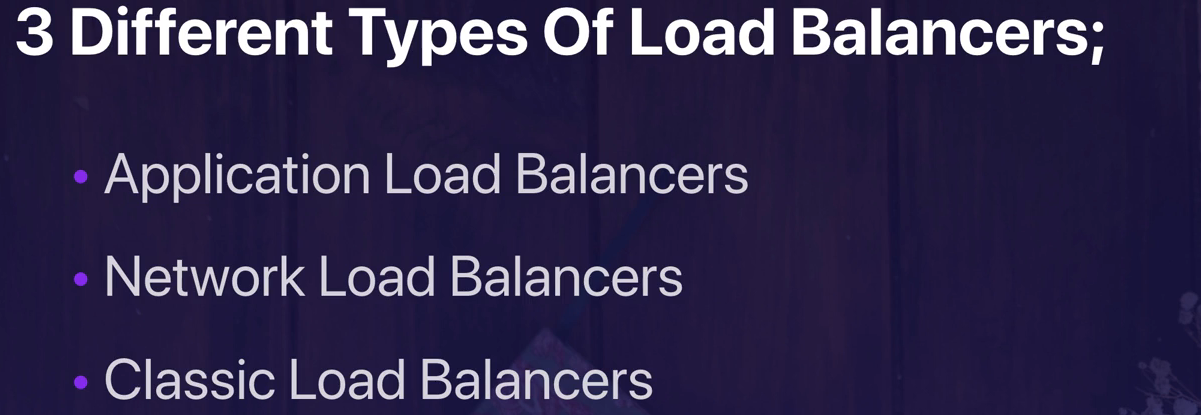 3 Different Types Of Load Balancers;
• Application Load Balancers
• Network Load Balancers
• Classic Load Balancers